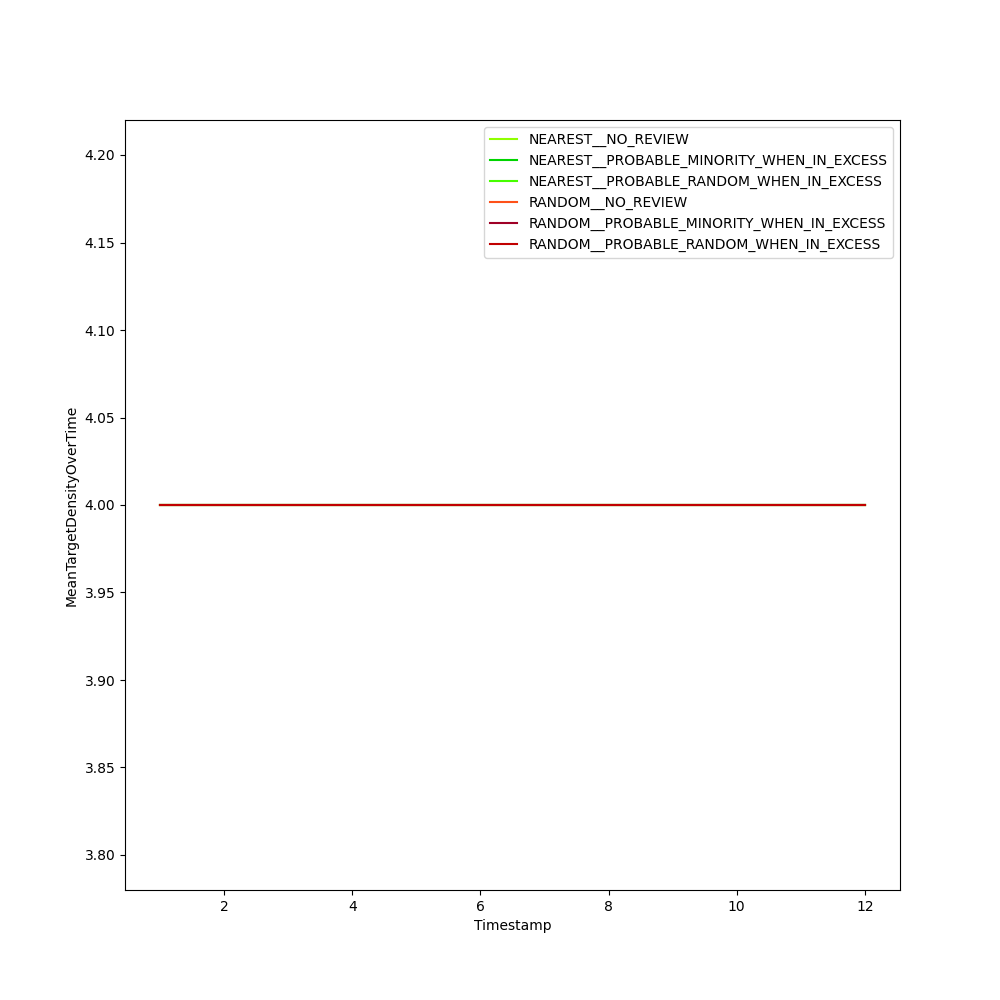 NEAREST__NO_REVIEW
NEAREST__PROBABLE_MINORITY_WHEN_IN_EXCESS
NEAREST__PROBABLE_RANDOM_WHEN_IN_EXCESS
RANDOM__NO_REVIEW
RANDOM__PROBABLE_MINORITY_WHEN_IN_EXCESS
RANDOM__PROBABLE_RANDOM_WHEN_IN_EXCESS
4.20
4.15
4.10
4.05
4.00
3.95
3.90
3.85
3.80
MeanTargetDensityOverTime
2 4 6 8 10 12
Timestamp